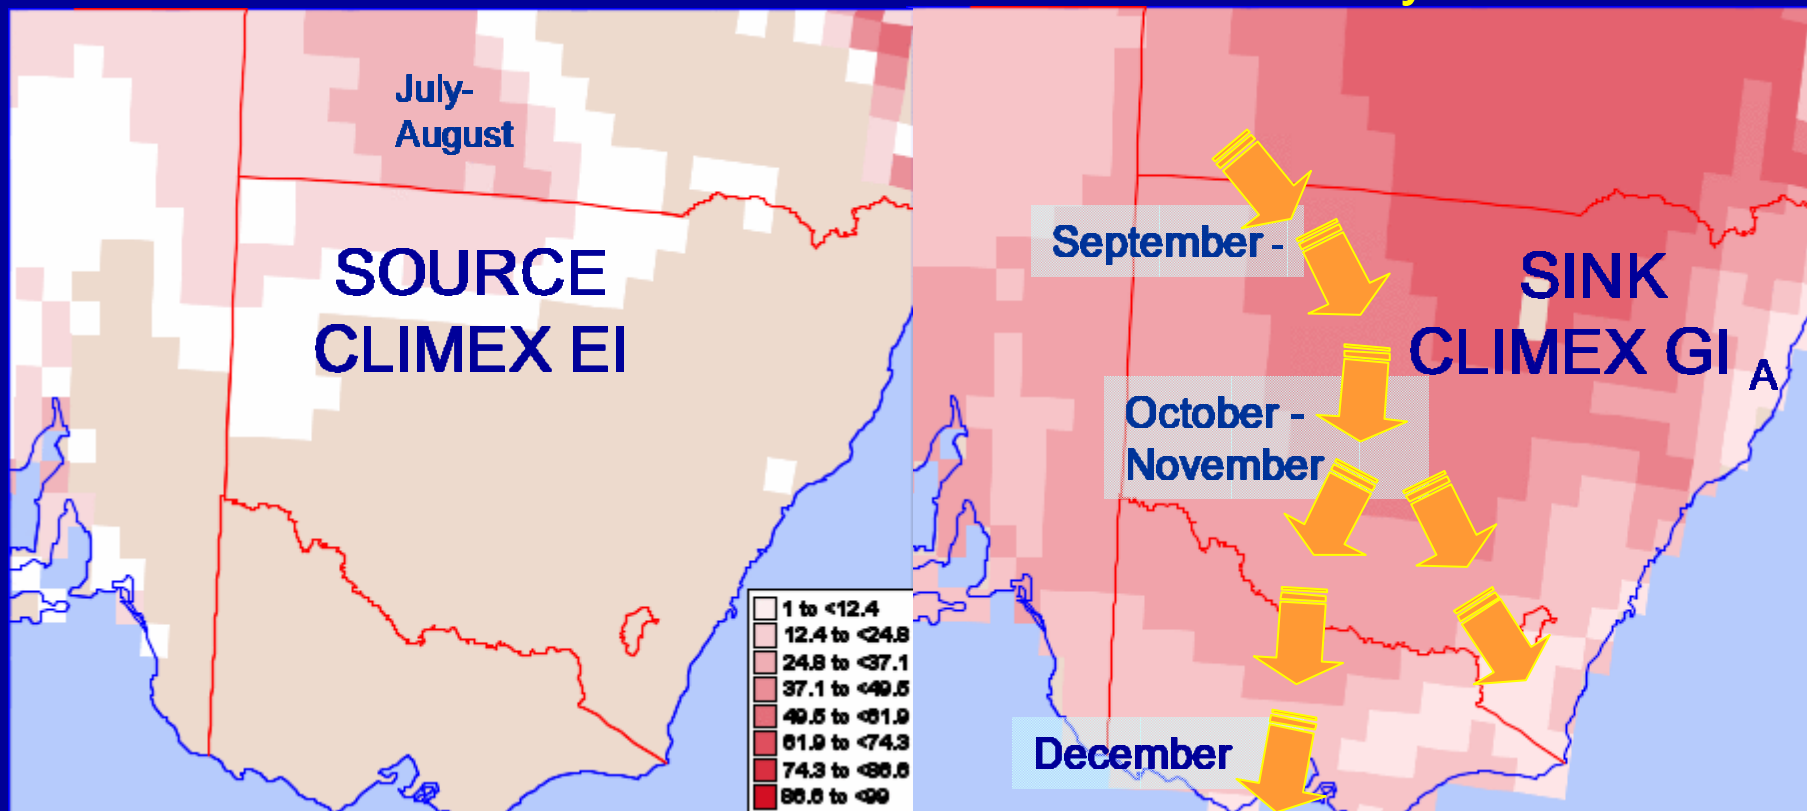 July-
August
SOURCE
CLIMEX EI
1 to <12.4
12.4 to <24.8
24.8 to <37.1
37.1 to <49.5
49.5 to <61.9
61.9 to <74.3
74.3 to <86.6
86.6 to <99
September -
SINK
CLIMEX GI A
October -
November
December